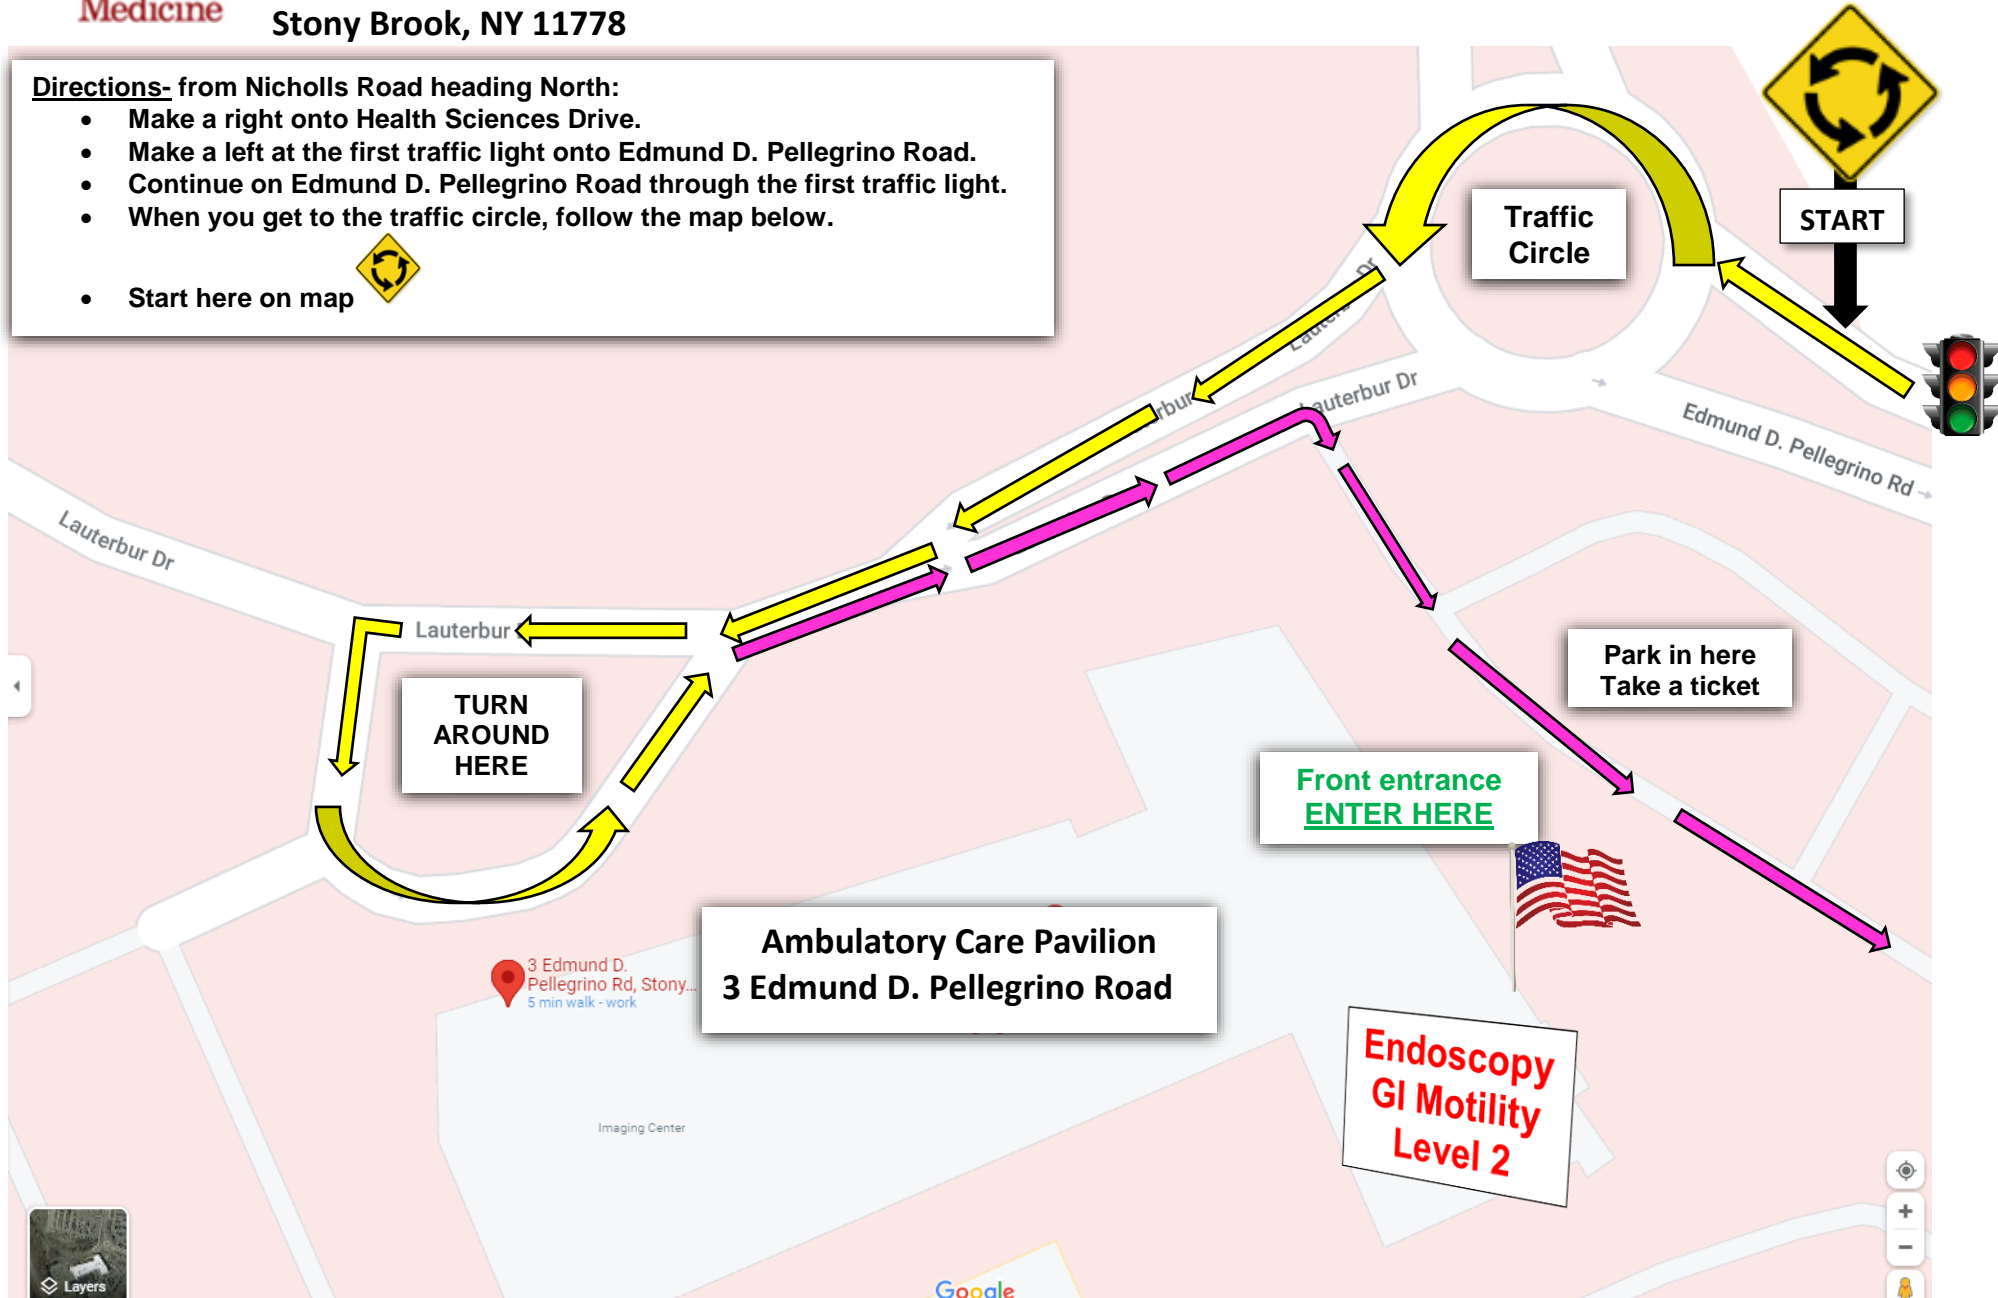 Medicine
Stony Brook, NY 11778
Directions- from Nicholls Road heading North:
• Make a right onto Health Sciences Drive.
• Make a left at the first traffic light onto Edmund D. Pellegrino Road.
• Continue on Edmund D. Pellegrino Road through the first traffic light.
• When you get to the traffic circle, follow the map below.
• Start here on map
START
Traffic
Circle
Dr
Lauterbur Dr
Edmund D. Pellegrino Rd
Lauterbur Dr
Lauterbur
TURN
AROUND
HERE
Park in here
Take a ticket
Front entrance
ENTER HERE
Ambulatory Care Pavilion
3 Edmund D. Pellegrino Road
3 Edmund D.
Pellegrino Rd, Stony...
5 min walk - work
Endoscopy
GI Motility
Level 2
Imaging Center
Layers
Google